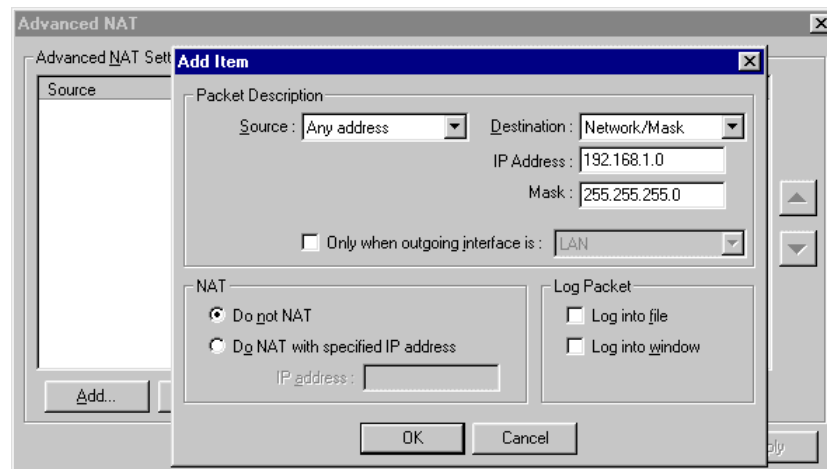 Advanced NAT
Advanced NAT Sett
Source
Add Item
Packet Description
Source : Any address
Destination : Network/Mask
IP Address : 192.168.1.0
Mask : 255.255.255.0
Only when outgoing interface is : LAN
NAT
Do not NAT
Do NAT with specified IP address
IP address :
Log Packet
Log into file
Log into window
Add...
OK
Cancel
ply